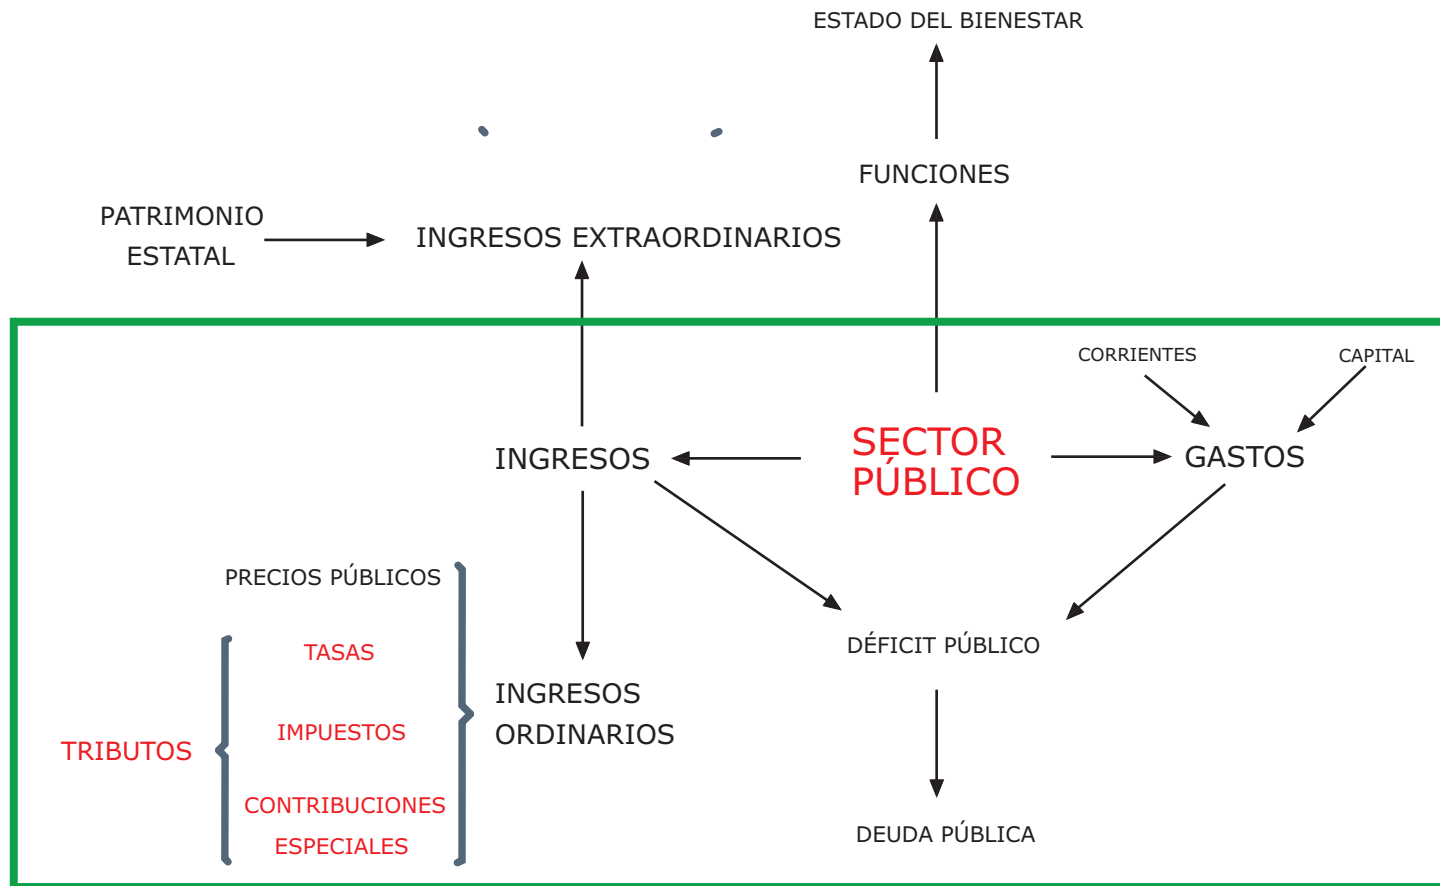 ESTADO DEL BIENESTAR
FUNCIONES
PATRIMONIO
ESTATAL
INGRESOS EXTRAORDINARIOS
CORRIENTES
CAPITAL
INGRESOS
SECTOR
PÚBLICO
GASTOS
PRECIOS PÚBLICOS
TASAS
IMPUESTOS
CONTRIBUCIONES
ESPECIALES
TRIBUTOS
INGRESOS
ORDINARIOS
DÉFICIT PÚBLICO
DEUDA PÚBLICA